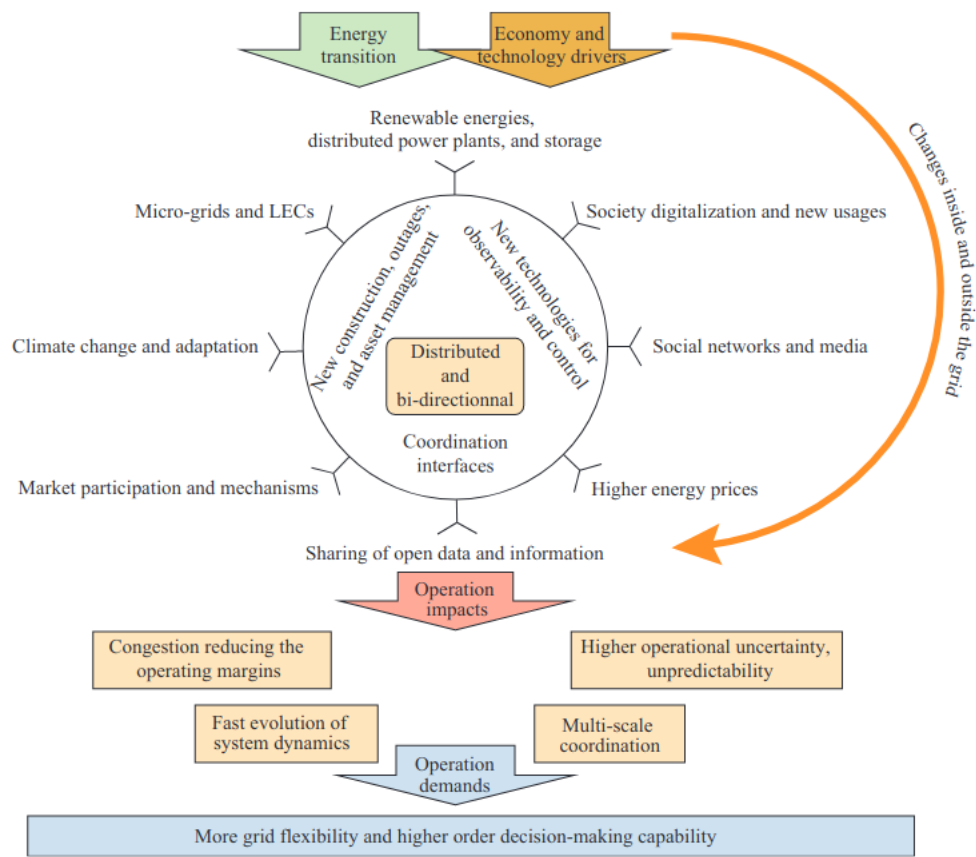 Energy
transition
Economy and
technology drivers
Renewable energies,
distributed power plants, and storage
Micro-grids and LECs
Society digitalization and new usages
Changes inside and outside the grid
New construction, outages,
and asset management
New technologies for
observability and control
Climate change and adaptation
Distributed
and
bi-directionnal
Social networks and media
Coordination
interfaces
Market participation and mechanisms
Higher energy prices
Sharing of open data and information
Operation
impacts
Congestion reducing the
operating margins
Higher operational uncertainty,
unpredictability
Fast evolution of
system dynamics
Multi-scale
coordination
Operation
demands
More grid flexibility and higher order decision-making capability